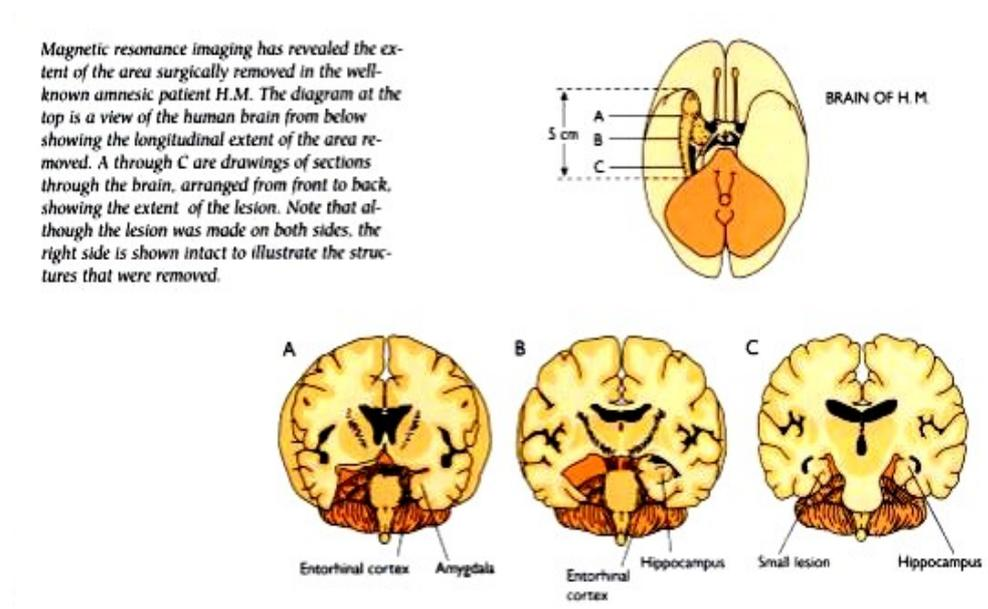 Magnetic resonance imaging has revealed the ex-
tent of the area surgically removed in the well-
known amnesic patient H.M. The diagram at the
top is a view of the human brain from below
showing the longitudinal extent of the area re-
moved. A through C are drawings of sections
through the brain, arranged from front to back,
showing the extent of the lesion. Note that al-
though the lesion was made on both sides, the
right side is shown intact to illustrate the struc-
tures that were removed.
BRAIN OF H. M.
5 cm
A
B
C
A
B
C
Entorhinal cortex
Amygdala
Entorhinal
cortex
Hippocampus
Small lesion
Hippocampus